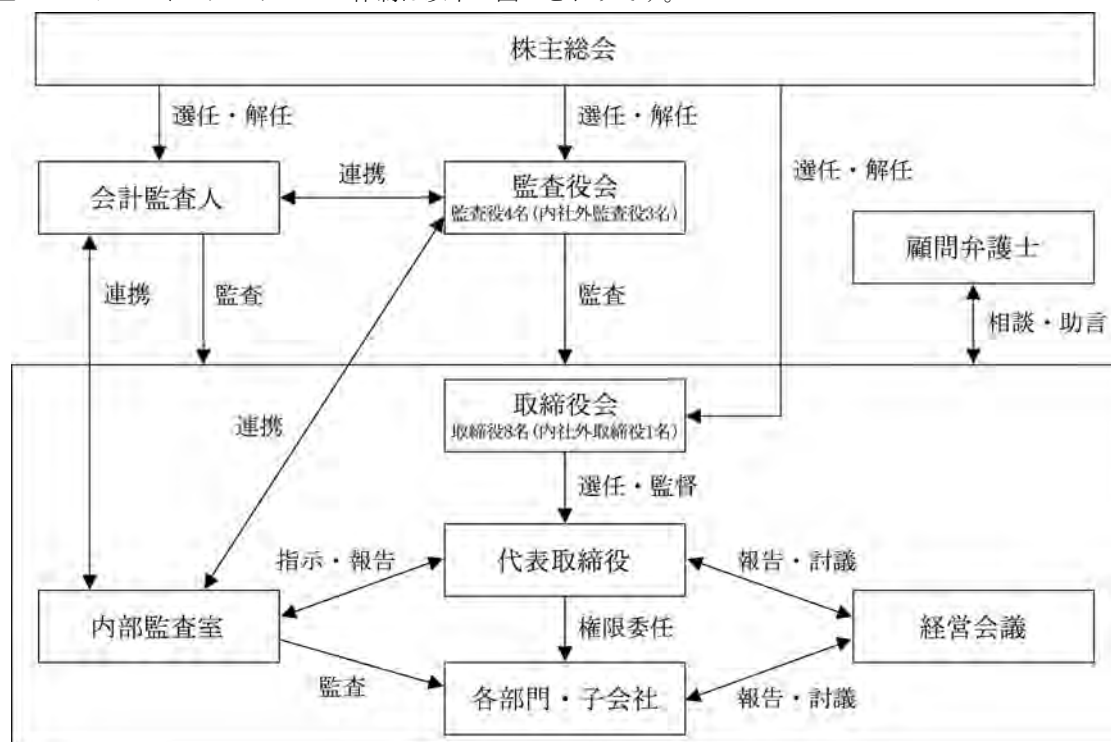 株主総会
選任・解任
選任・解任
選任・解任
会計監査人
連携
監査役会
監査役4名(内社外監査役3名)
顧問弁護士
連携
監査
監査
相談・助言
取締役会
取締役8名(内社外取締役1名)
連携
選任・監督
指示・報告
代表取締役
報告・討議
内部監査室
権限委任
経営会議
監査
各部門・子会社
報告・討議